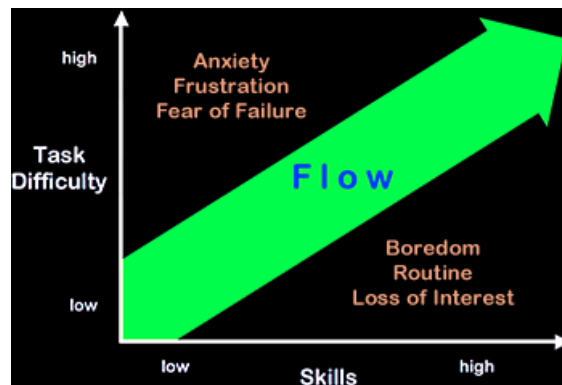 high
Anxiety
Frustration
Fear of Failure
Task
Difficulty
Flow
Boredom
Routine
Loss of Interest
low
low
Skills
high